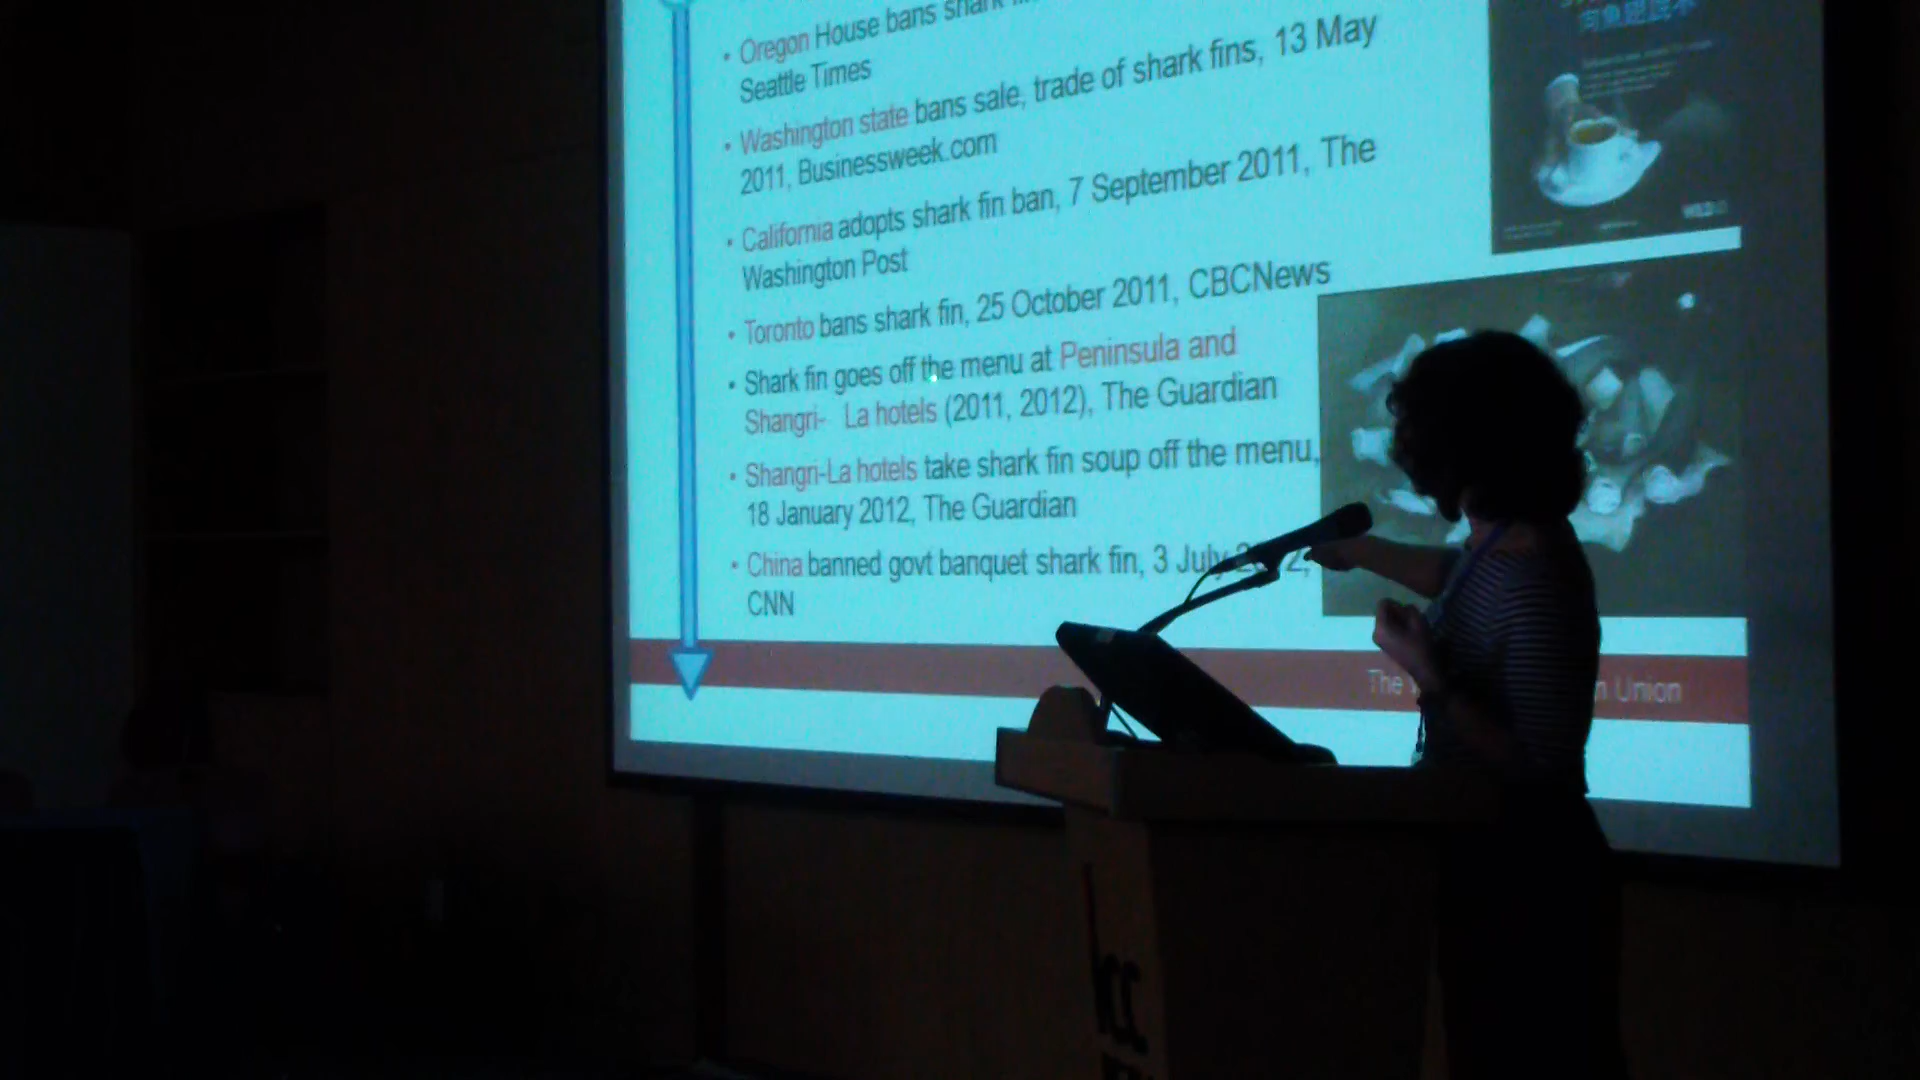 • Oregon House bans shark
Seattle Times
• Washington state bans sale, trade of shark fins, 13 May
2011, Businessweek.com
• California adopts shark fin ban, 7 September 2011, The
Washington Post
• Toronto bans shark fin, 25 October 2011, CBCNews
• Shark fin goes off the menu at Peninsula and
Shangri- La hotels (2011, 2012), The Guardian
• Shangri-La hotels take shark fin soup off the menu,
18 January 2012, The Guardian
• China banned govt banquet shark fin, 3 July
CNN
The
Union
icc